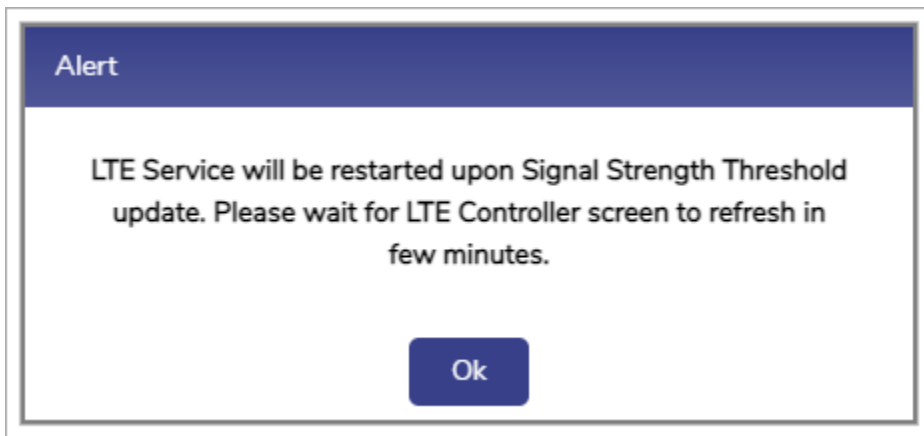 Alert
LTE Service will be restarted upon Signal Strength Threshold
update. Please wait for LTE Controller screen to refresh in
few minutes.
Ok